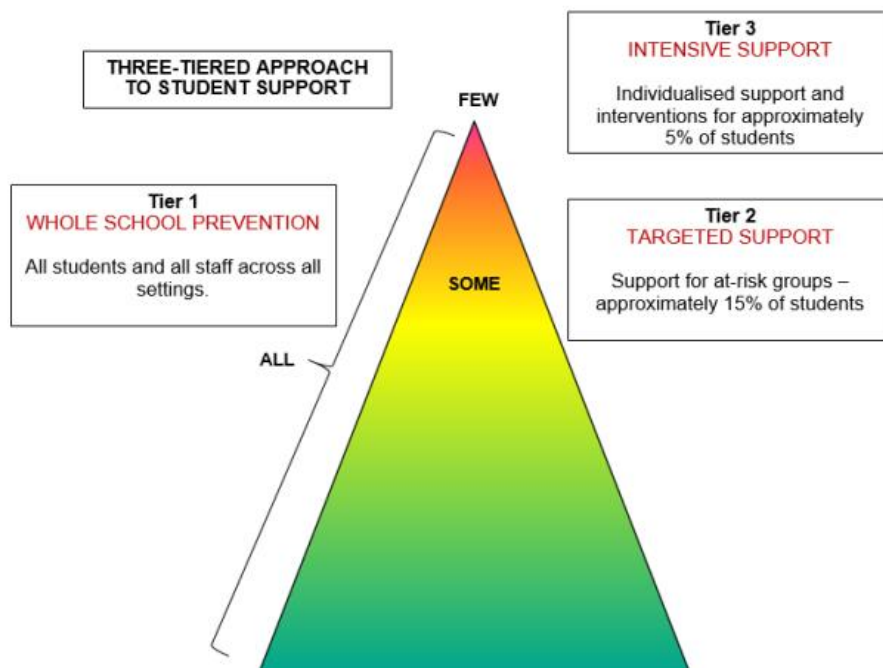 THREE-TIERED APPROACH
TO STUDENT SUPPORT
Tier 3
INTENSIVE SUPPORT
Individualised support and
interventions for approximately
5% of students
FEW
Tier 1
WHOLE SCHOOL PREVENTION
All students and all staff across all
settings.
Tier 2
TARGETED SUPPORT
Support for at-risk groups –
approximately 15% of students
SOME
ALL